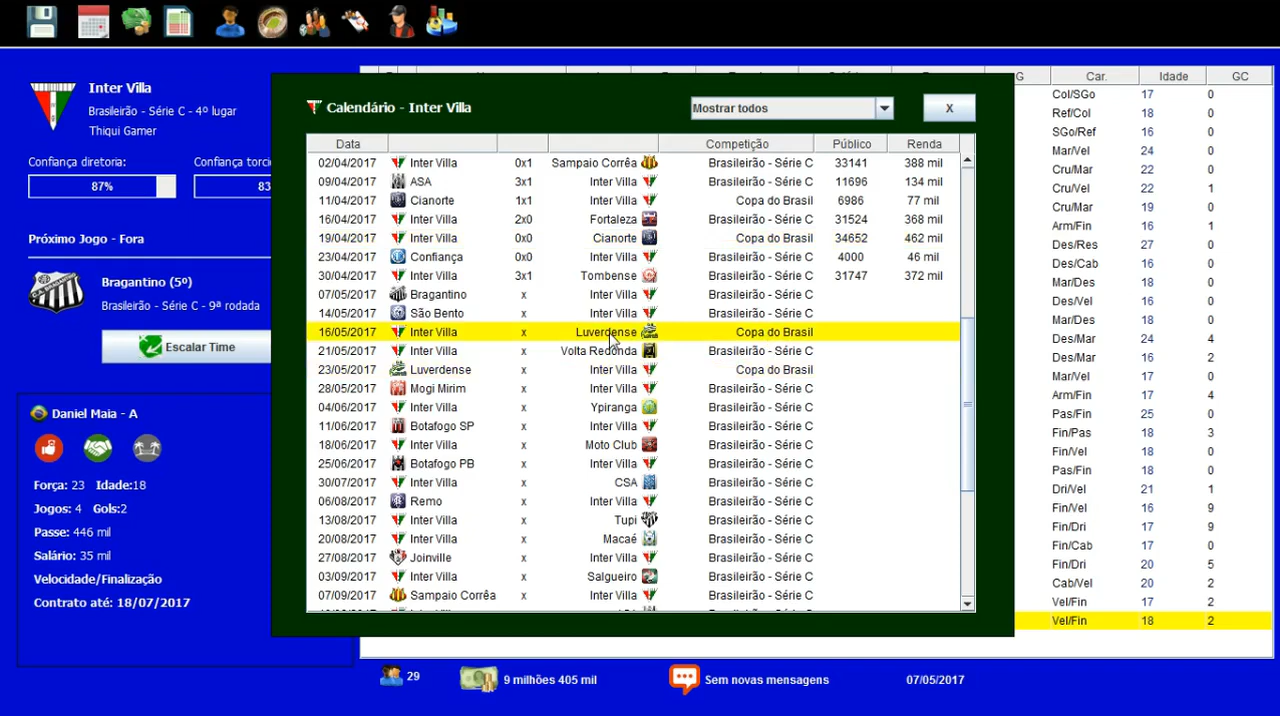 Inter Villa
Brasileirão - Série C - 4º lugar
Thiqui Gamer
Confiança diretoria:
Confiança torci
87%
83
Próximo Jogo - Fora
Bragantino (5º)
Brasileirão - Série C - 9ª rodada
Escalar Time
Daniel Maia - A
Força: 23 Idade:18
Jogos: 4 Gols:2
Passe: 446 mil
Salário: 35 mil
Velocidade/Finalização
Contrato até: 18/07/2017
Calendário - Inter Villa
Mostrar todos
X
Data Competição Público Renda
02/04/2017 Inter Villa 0x1 Sampaio Corrêa Brasileirão - Série C 33141 388 mil
09/04/2017 ASA 3x1 Inter Villa Brasileirão - Série C 11696 134 mil
11/04/2017 Cianorte 1x1 Inter Villa Copa do Brasil 6986 77 mil
16/04/2017 Inter Villa 2x0 Fortaleza Brasileirão - Série C 31524 368 mil
19/04/2017 Inter Villa 0x0 Cianorte Copa do Brasil 34652 462 mil
23/04/2017 Confiança 0x0 Inter Villa Brasileirão - Série C 4000 46 mil
30/04/2017 Inter Villa 3x1 Tombense Brasileirão - Série C 31747 372 mil
07/05/2017 Bragantino x Inter Villa Brasileirão - Série C
14/05/2017 São Bento x Inter Villa Brasileirão - Série C
16/05/2017 Inter Villa x Luverdense Copa do Brasil
21/05/2017 Inter Villa x Volta Redonda Brasileirão - Série C
23/05/2017 Luverdense x Inter Villa Copa do Brasil
28/05/2017 Mogi Mirim x Inter Villa Brasileirão - Série C
04/06/2017 Inter Villa x Ypiranga Brasileirão - Série C
11/06/2017 Botafogo SP x Inter Villa Brasileirão - Série C
18/06/2017 Inter Villa x Moto Club Brasileirão - Série C
25/06/2017 Botafogo PB x Inter Villa Brasileirão - Série C
30/07/2017 Inter Villa x CSA Brasileirão - Série C
06/08/2017 Remo x Inter Villa Brasileirão - Série C
13/08/2017 Inter Villa x Tupi Brasileirão - Série C
20/08/2017 Inter Villa x Macaé Brasileirão - Série C
27/08/2017 Joinville x Inter Villa Brasileirão - Série C
03/09/2017 Inter Villa x Salgueiro Brasileirão - Série C
07/09/2017 Sampaio Corrêa x Inter Villa Brasileirão - Série C
G Car. Idade GC
Col/SGo 17 0
Ref/Col 18 0
SGo/Ref 16 0
Mar/Vel 24 0
Cru/Mar 22 0
Cru/Vel 22 1
Cru/Mar 19 0
Arm/Fin 16 1
Des/Res 27 0
Des/Cab 16 0
Mar/Des 18 0
Des/Vel 16 0
Mar/Des 18 0
Des/Mar 24 4
Des/Mar 16 2
Mar/Vel 17 0
Arm/Fin 17 4
Pas/Fin 25 0
Fin/Pas 18 3
Fin/Vel 18 0
Pas/Fin 18 0
Dri/Vel 21 1
Fin/Vel 16 9
Fin/Dri 17 9
Fin/Cab 17 0
Fin/Dri 20 5
Cab/Vel 20 2
Vel/Fin 17 2
Vel/Fin 18 2
29
9 milhões 405 mil
Sem novas mensagens
07/05/2017